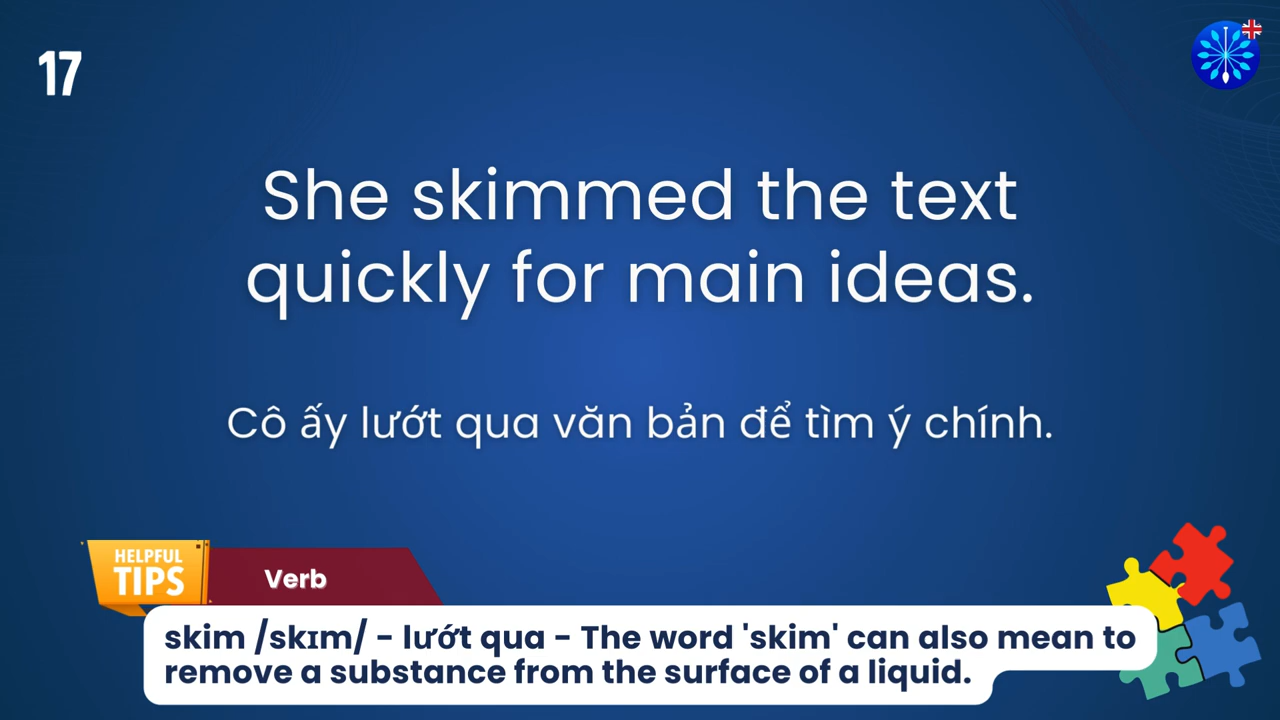 17
She skimmed the text
quickly for main ideas.
Cô ấy lướt qua văn bản để tìm ý chính.
HELPFUL
TIPS
Verb
skim /skɪm/ - lướt qua - The word 'skim' can also mean to
remove a substance from the surface of a liquid.